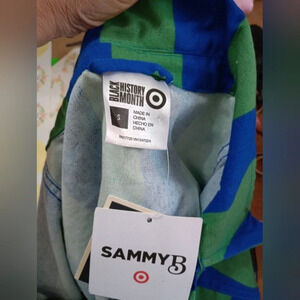 BLACK
HISTORY
MONTH
S
MADE IN
CHINA
HECHO EN
CHINA
SAMMY B